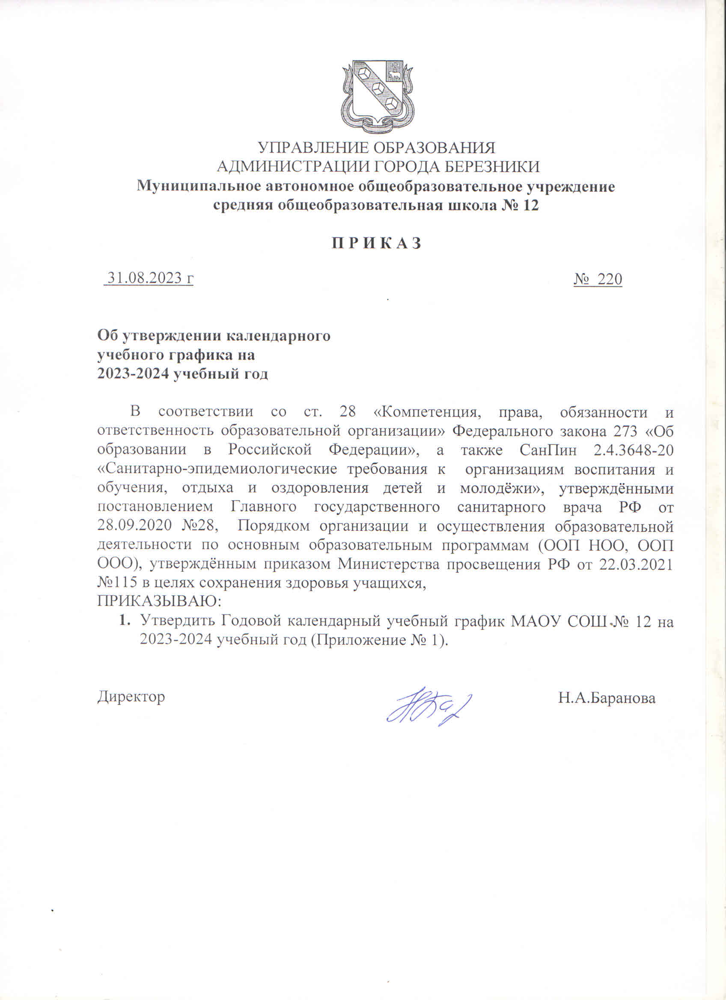 УПРАВЛЕНИЕ ОБРАЗОВАНИЯ
АДМИНИСТРАЦИИ ГОРОДА БЕРЕЗНИКИ
Муниципальное автономное общеобразовательное учреждение
средняя общеобразовательная школа № 12
П Р И К А З
31.08.2023 г № 220
Об утверждении календарного
учебного графика на
2023-2024 учебный год
В соответствии со ст. 28 «Компетенция, права, обязанности и
ответственность образовательной организации» Федерального закона 273 «Об
образовании в Российской Федерации», а также СанПин 2.4.3648-20
«Санитарно-эпидемиологические требования к организациям воспитания и
обучения, отдыха и оздоровления детей и молодёжи», утверждёнными
постановлением Главного государственного санитарного врача РФ от
28.09.2020 №28, Порядком организации и осуществления образовательной
деятельности по основным образовательным программам (ООП НОО, ООП
ООО), утверждённым приказом Министерства просвещения РФ от 22.03.2021
№115 в целях сохранения здоровья учащихся,
ПРИКАЗЫВАЮ:
1. Утвердить Годовой календарный учебный график МАОУ СОШ № 12 на
2023-2024 учебный год (Приложение № 1).
Директор Н.А.Баранова